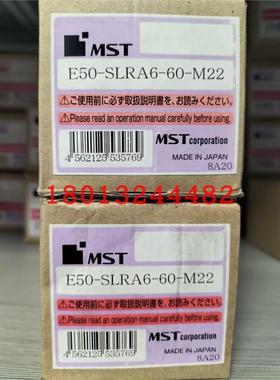 MST
E50-SLRA6-60-M22
⚠ご使用前に必ず取扱説明書を、お読みください。
⚠Please read an operation manual carefully before using.
4 562125 535769
MST corporation
MADE IN JAPAN
8A20
18013244482
MST
E50-SLRA6-60-M22
⚠ご使用前に必ず取扱説明書を、お読みください。
⚠Please read an operation manual carefully before using.
4 562125 535769
MST corporation
MADE IN JAPAN
8A20